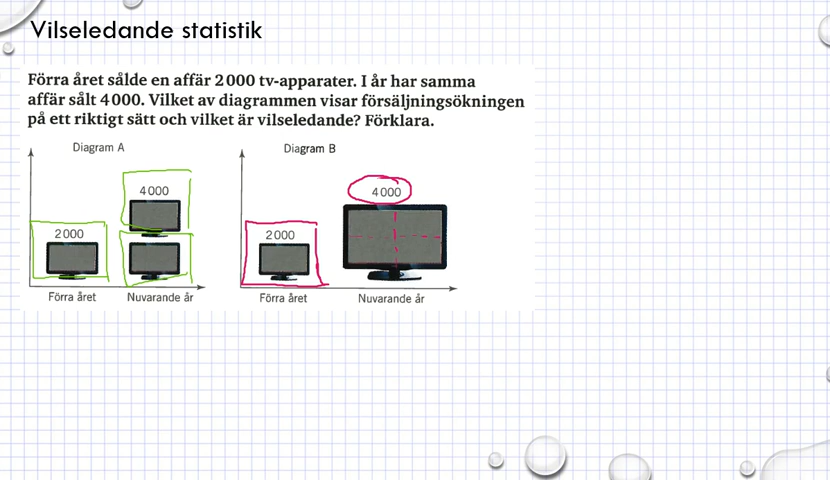 Vilseledande statistik
Förra året sålde en affär 2 000 tv-apparater. I år har samma
affär sålt 4 000. Vilket av diagrammen visar försäljningsökningen
på ett riktigt sätt och vilket är vilseledande? Förklara.
Diagram A
4 000
2 000
Förra året Nuvarande år
Diagram B
4 000
2 000
Förra året Nuvarande år